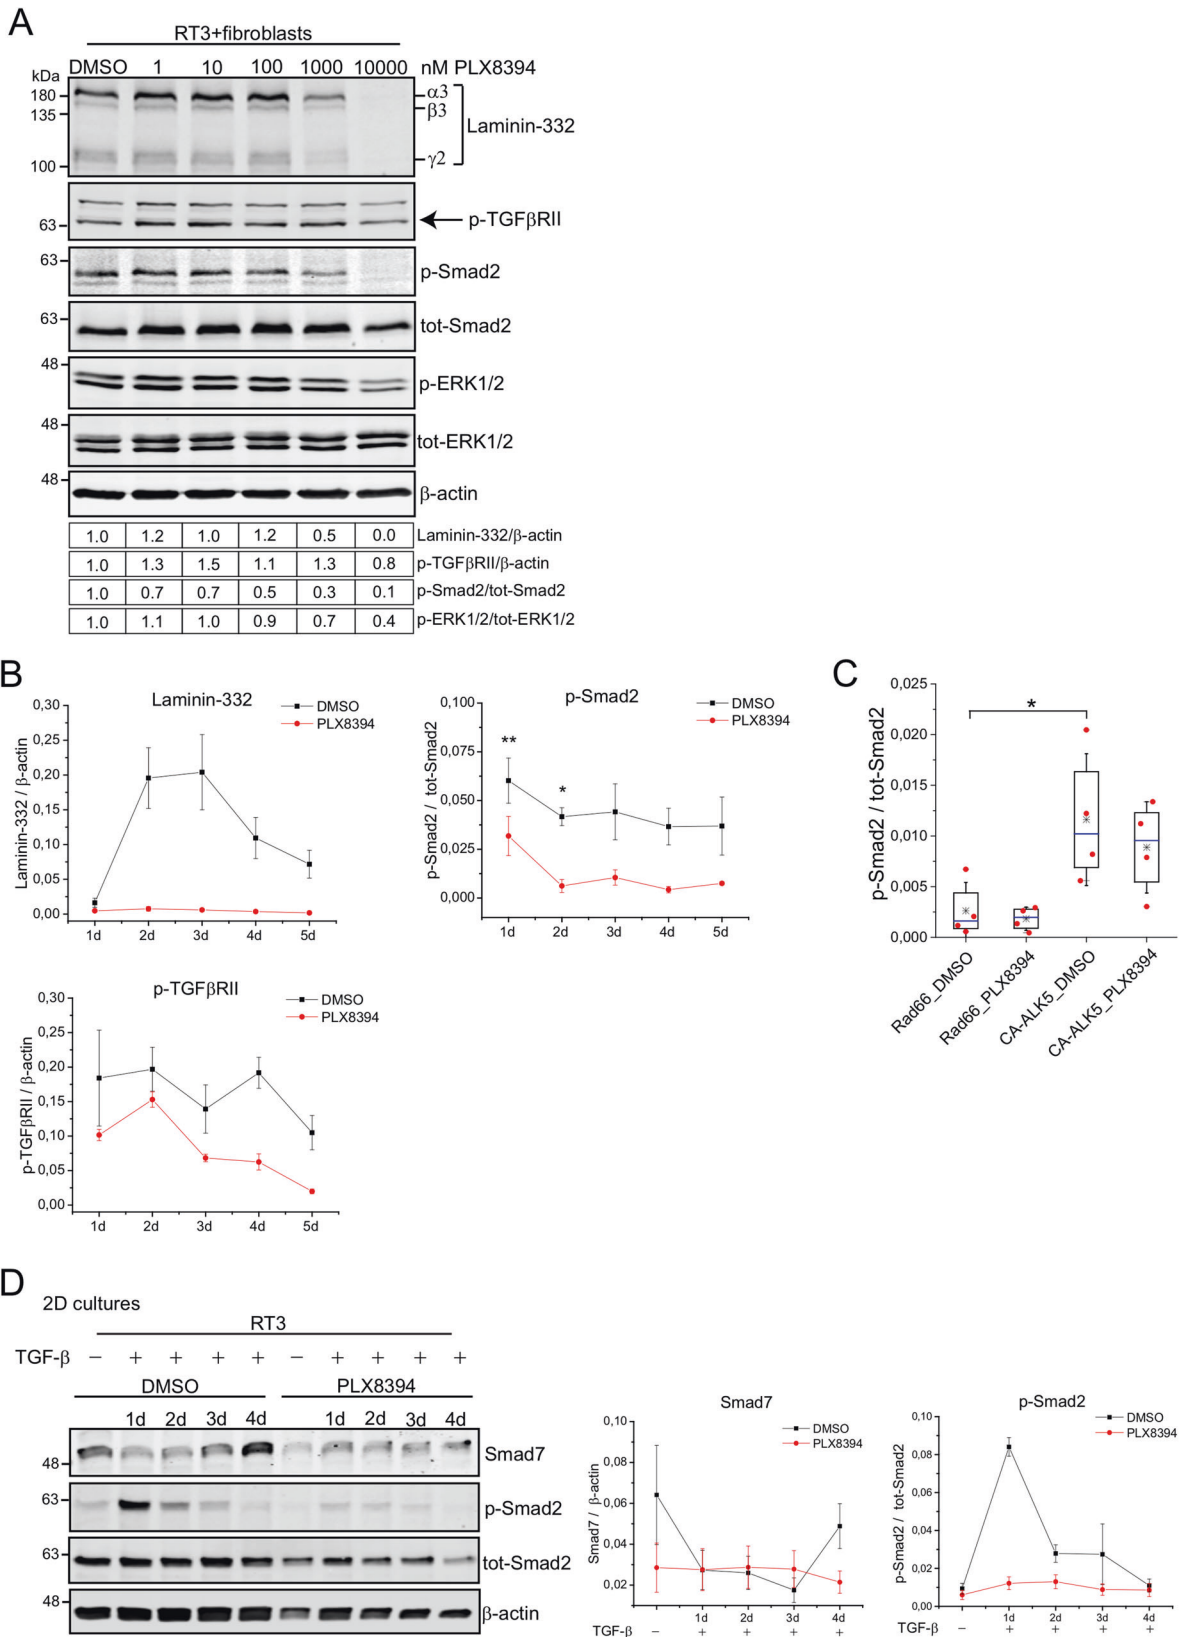 A
RT3+fibroblasts
kDa DMSO 1 10 100 1000 10000 nM PLX8394
180 α3
135 β3
Laminin-332
100 γ2
63 p-TGFβRII
63 p-Smad2
63 tot-Smad2
48 p-ERK1/2
48 tot-ERK1/2
48 β-actin
1.0 1.2 1.0 1.2 0.5 0.0 Laminin-332/β-actin
1.0 1.3 1.5 1.1 1.3 0.8 p-TGFβRII/β-actin
1.0 0.7 0.7 0.5 0.3 0.1 p-Smad2/tot-Smad2
1.0 1.1 1.0 0.9 0.7 0.4 p-ERK1/2/tot-ERK1/2
B
Laminin-332
DMSO
PLX8394
Laminin-332 / β-actin
0,30
0,25
0,20
0,15
0,10
0,05
0,00
1d 2d 3d 4d 5d
p-Smad2
DMSO
PLX8394
p-Smad2 / tot-Smad2
0,100
0,075
0,050
0,025
0,000
**
*
1d 2d 3d 4d 5d
p-TGFβRII
DMSO
PLX8394
p-TGFβRII / β-actin
0,30
0,25
0,20
0,15
0,10
0,05
0,00
1d 2d 3d 4d 5d
C
p-Smad2 / tot-Smad2
0,025
0,020
0,015
0,010
0,005
0,000
*
Rad66_DMSO
Rad66_PLX8394
CA-ALK5_DMSO
CA-ALK5_PLX8394
D
2D cultures
RT3
TGF-β − + + + + − + + + +
DMSO PLX8394
1d 2d 3d 4d 1d 2d 3d 4d
48 Smad7
63 p-Smad2
63 tot-Smad2
48 β-actin
Smad7
DMSO
PLX8394
Smad7 / β-actin
0,10
0,08
0,06
0,04
0,02
1d 2d 3d 4d
TGF-β − + + + +
p-Smad2
DMSO
PLX8394
p-Smad2 / tot-Smad2
0,10
0,08
0,06
0,04
0,02
0,00
1d 2d 3d 4d
TGF-β − + + + +